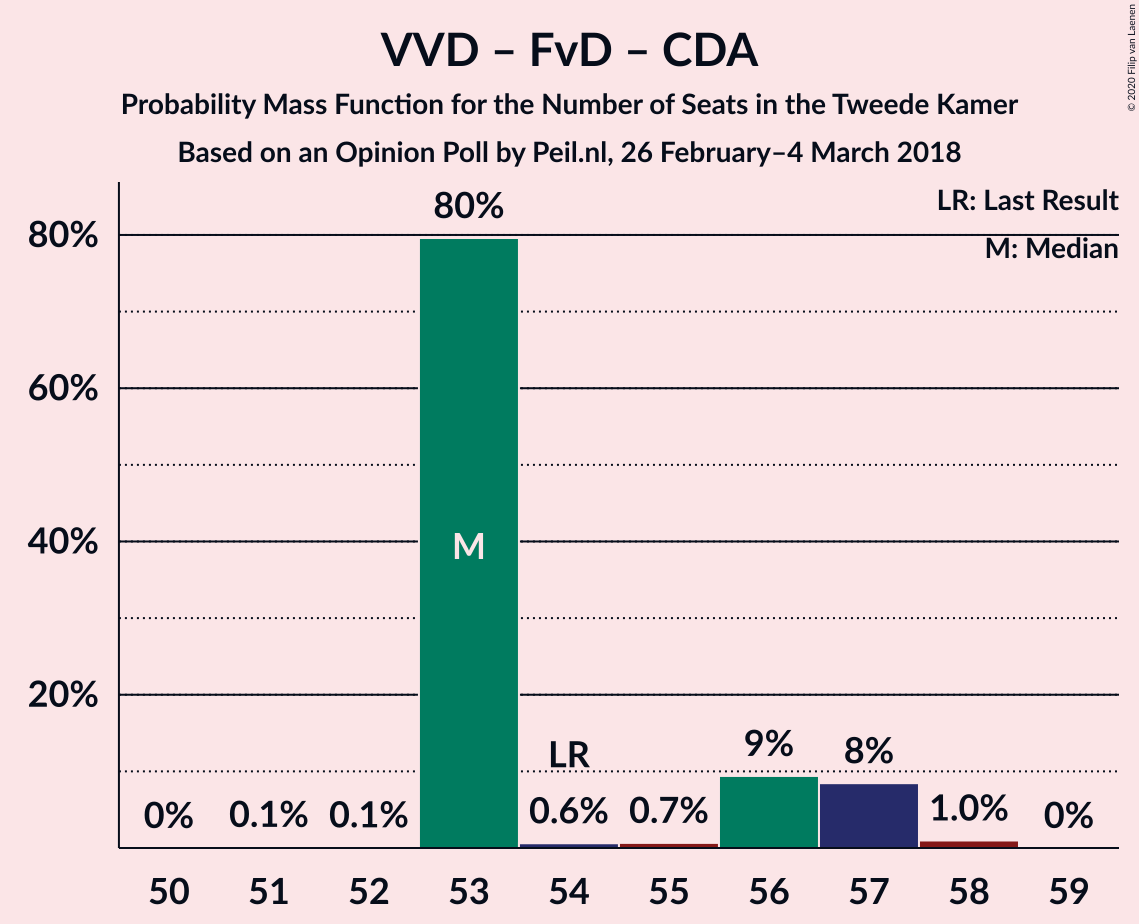 VVD – FvD – CDA
Probability Mass Function for the Number of Seats in the Tweede Kamer
Based on an Opinion Poll by Peil.nl, 26 February–4 March 2018
© 2020 Filip van Laenen
LR: Last Result
M: Median
80%
60%
40%
20%
0%
0.1%
0.1%
80%
M
LR
0.6%
0.7%
9%
8%
1.0%
0%
50 51 52 53 54 55 56 57 58 59